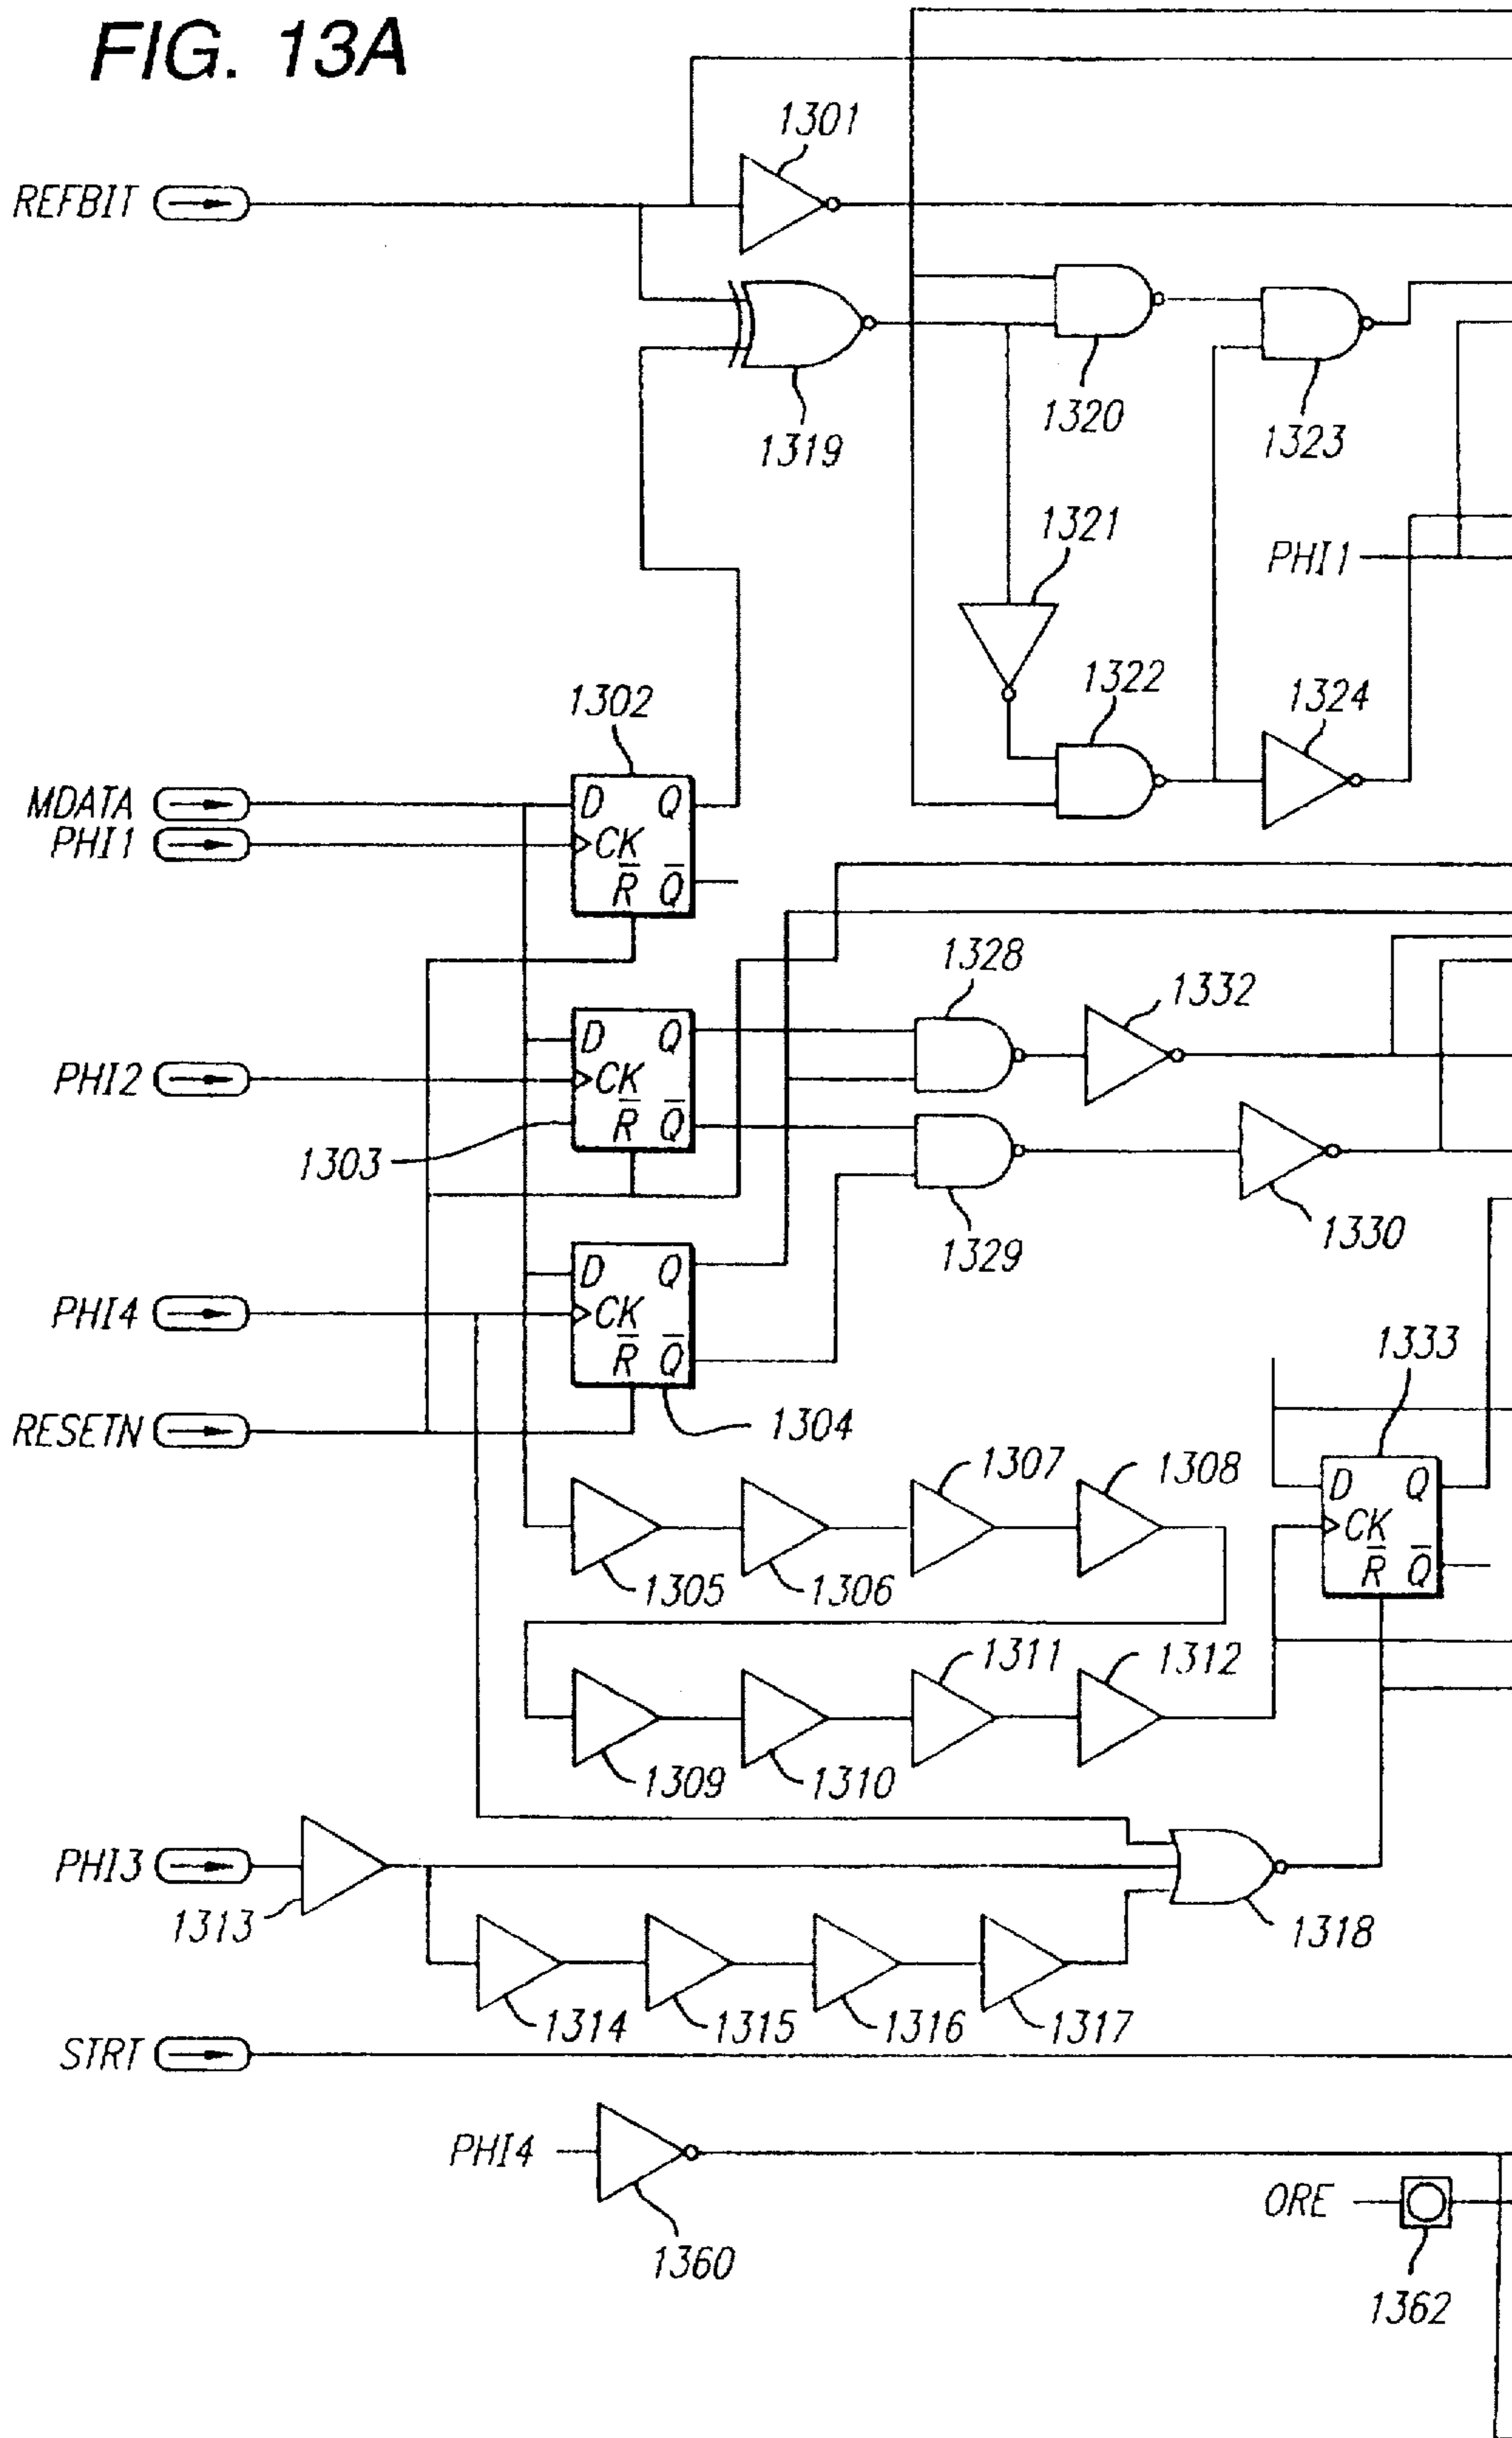 FIG. 13A
1301
REFBIT
1320
1323
1319
1321
PHI1
1322
1324
1302
MDATA
D Q
PHI1
CK
R̅ Q̅
1328
1332
D Q
PHI2
CK
R̅ Q̅
1303
1330
1329
D Q
PHI4
CK
R̅ Q̅
1333
RESETN
1304
1307
1308
D Q
CK
R̅ Q̅
1305
1306
1311
1312
1309
1310
PHI3
1313
1318
1314
1315
1316
1317
STRT
PHI4
ORE
1360
1362